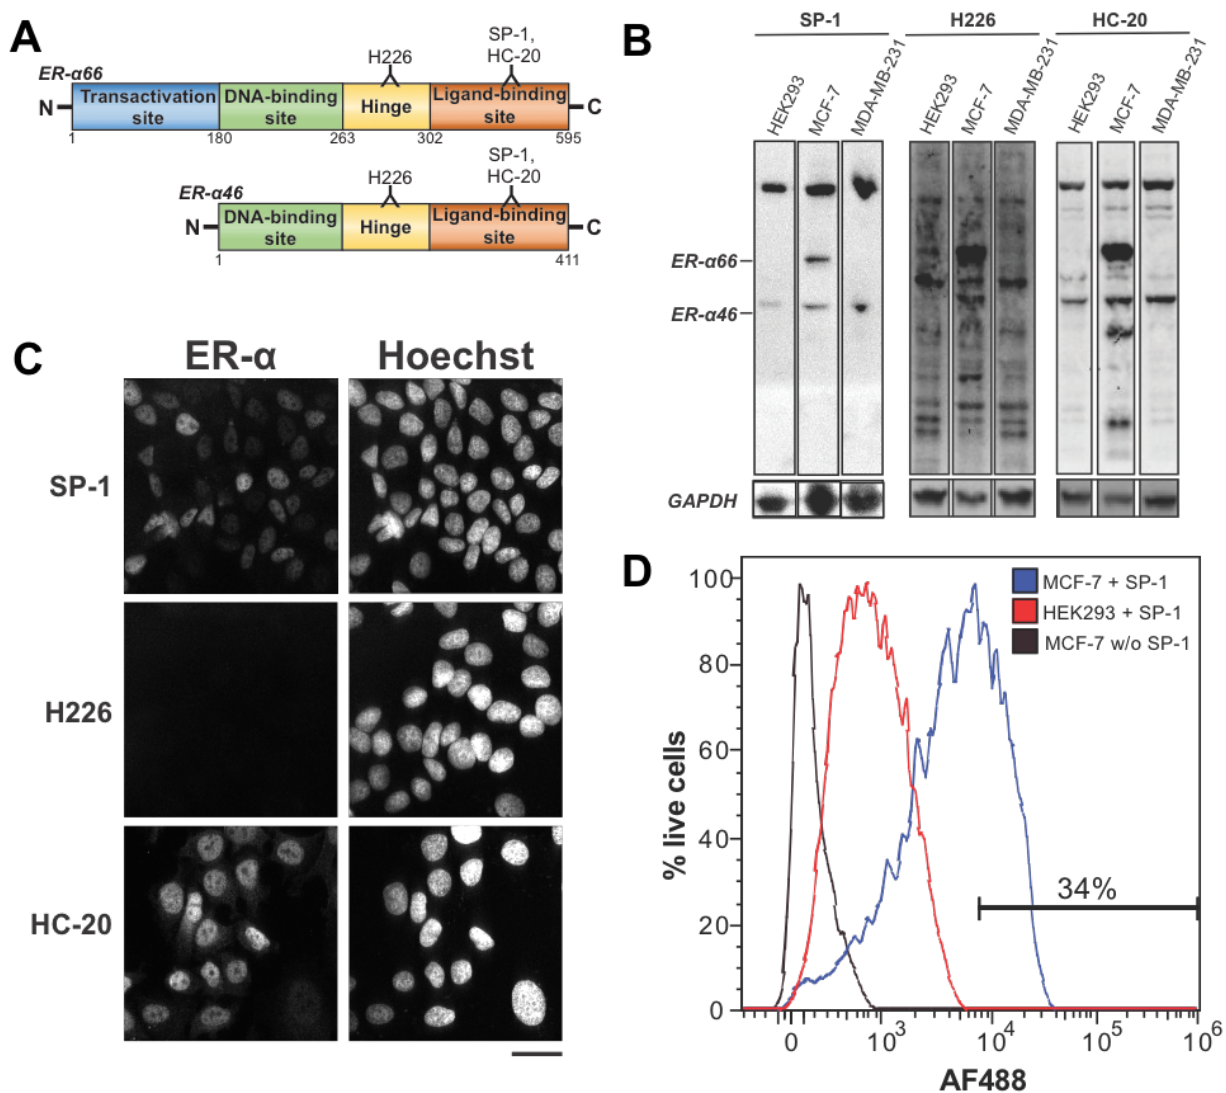 A
ER-α66
H226
SP-1,
HC-20
N
Transactivation
site
DNA-binding
site
Hinge
Ligand-binding
site
C
1
180
263
302
595
ER-α46
H226
SP-1,
HC-20
N
DNA-binding
site
Hinge
Ligand-binding
site
C
1
411
B
SP-1
H226
HC-20
HEK293
MCF-7
MDA-MB-231
HEK293
MCF-7
MDA-MB-231
HEK293
MCF-7
MDA-MB-231
ER-α66
ER-α46
GAPDH
C
ER-α
Hoechst
SP-1
H226
HC-20
D
100
80
60
40
20
0
% live cells
MCF-7 + SP-1
HEK293 + SP-1
MCF-7 w/o SP-1
34%
0
10³
10⁴
10⁵
10⁶
AF488